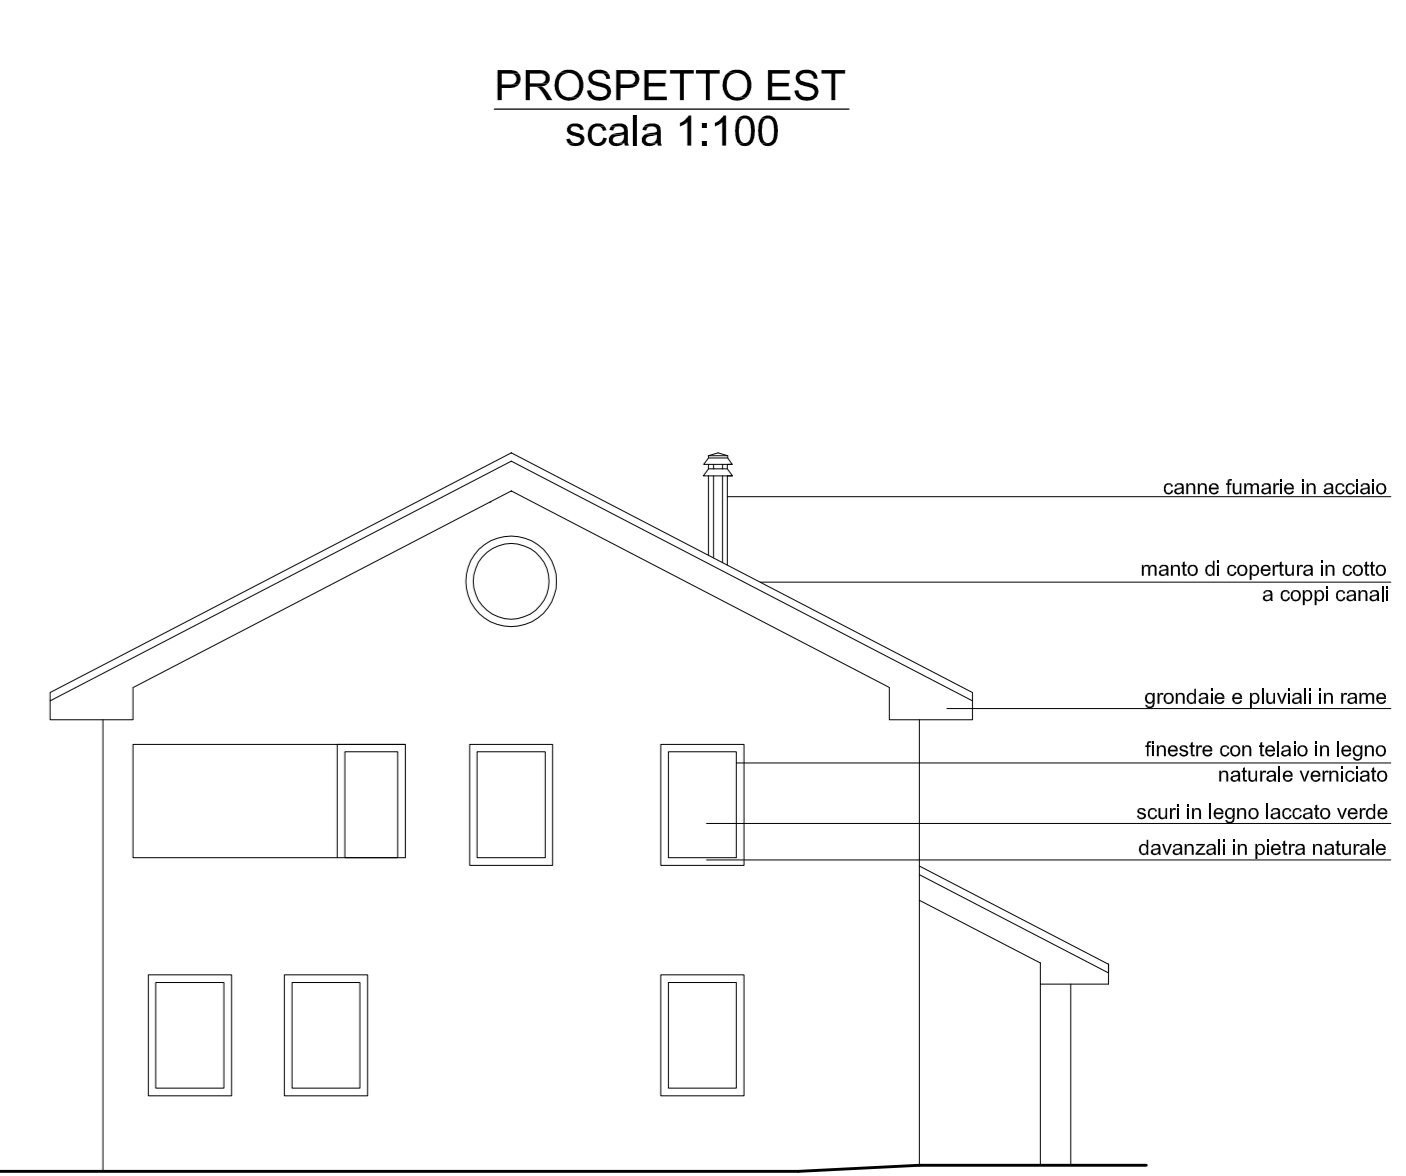 PROSPETTO EST
scala 1:100
canne fumarie in acciaio
manto di copertura in cotto
a coppi canali
grondaie e pluviali in rame
finestre con telaio in legno
naturale verniciato
scuri in legno laccato verde
davanzali in pietra naturale